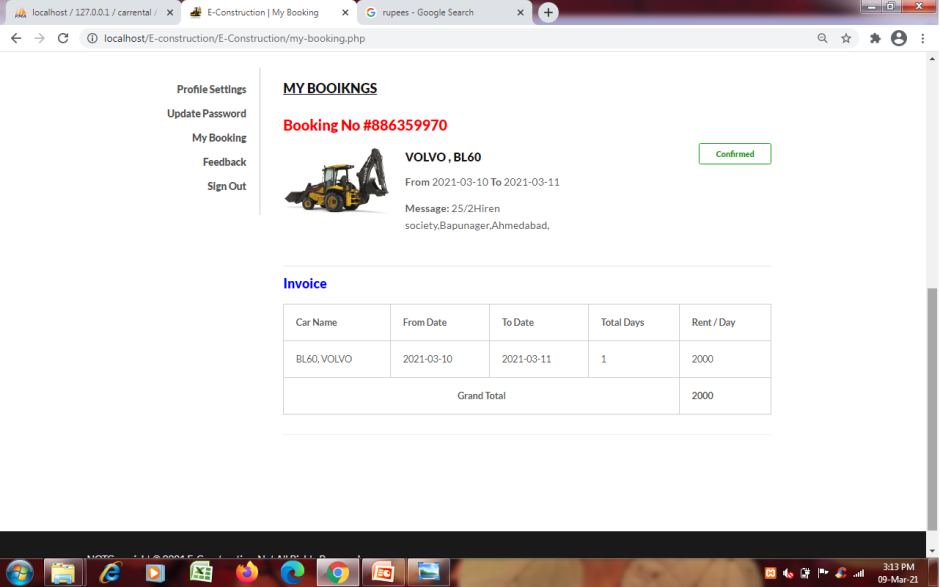 localhost / 127.0.0.1 / carrental /
E-Construction | My Booking
rupees - Google Search
localhost/E-construction/E-Construction/my-booking.php
Profile Settings
Update Password
My Booking
Feedback
Sign Out
MY BOOIKNGS
Booking No #886359970
VOLVO , BL60
Confirmed
From 2021-03-10 To 2021-03-11
Message: 25/2Hiren
society,Bapunager,Ahmedabad,
Invoice
Car Name From Date To Date Total Days Rent / Day
BL60, VOLVO 2021-03-10 2021-03-11 1 2000
Grand Total 2000
3:13 PM
09-Mar-21